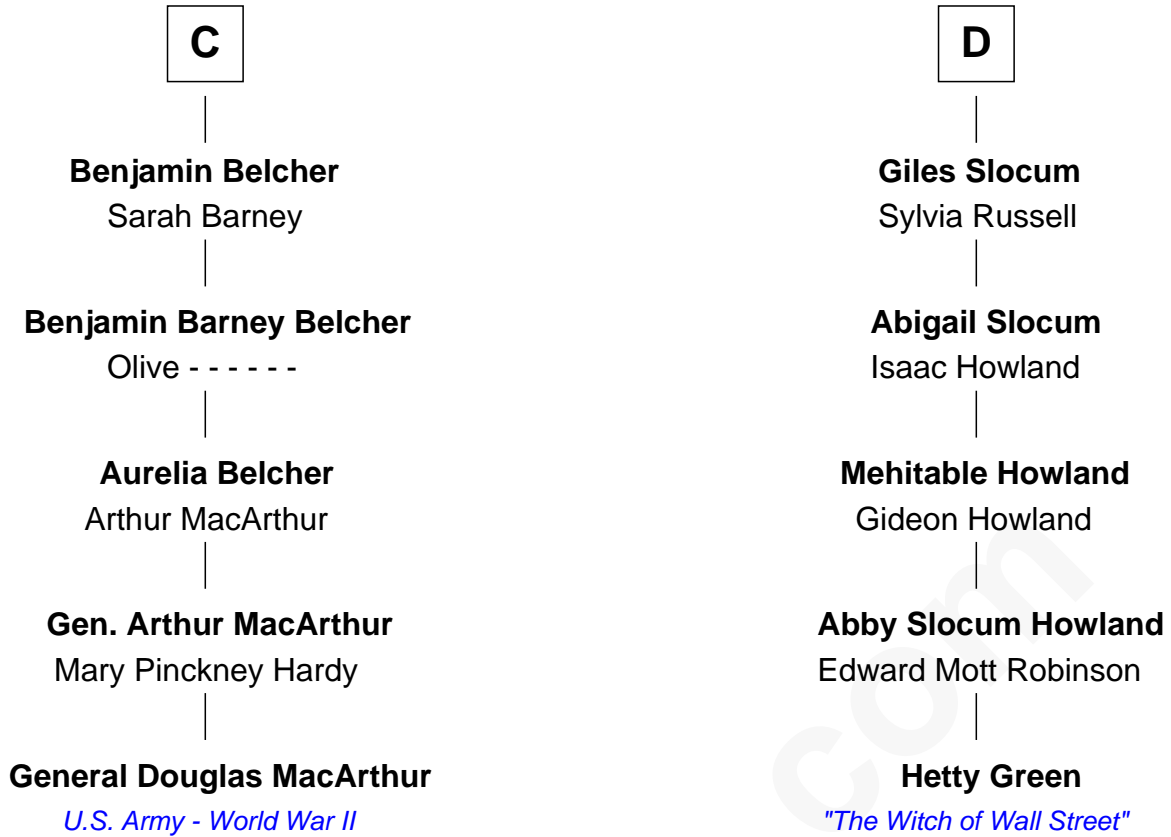 C
Benjamin Belcher
Sarah Barney
Benjamin Barney Belcher
Olive - - - - - -
Aurelia Belcher
Arthur MacArthur
Gen. Arthur MacArthur
Mary Pinckney Hardy
General Douglas MacArthur
U.S. Army - World War II
D
Giles Slocum
Sylvia Russell
Abigail Slocum
Isaac Howland
Mehitable Howland
Gideon Howland
Abby Slocum Howland
Edward Mott Robinson
Hetty Green
"The Witch of Wall Street"
com